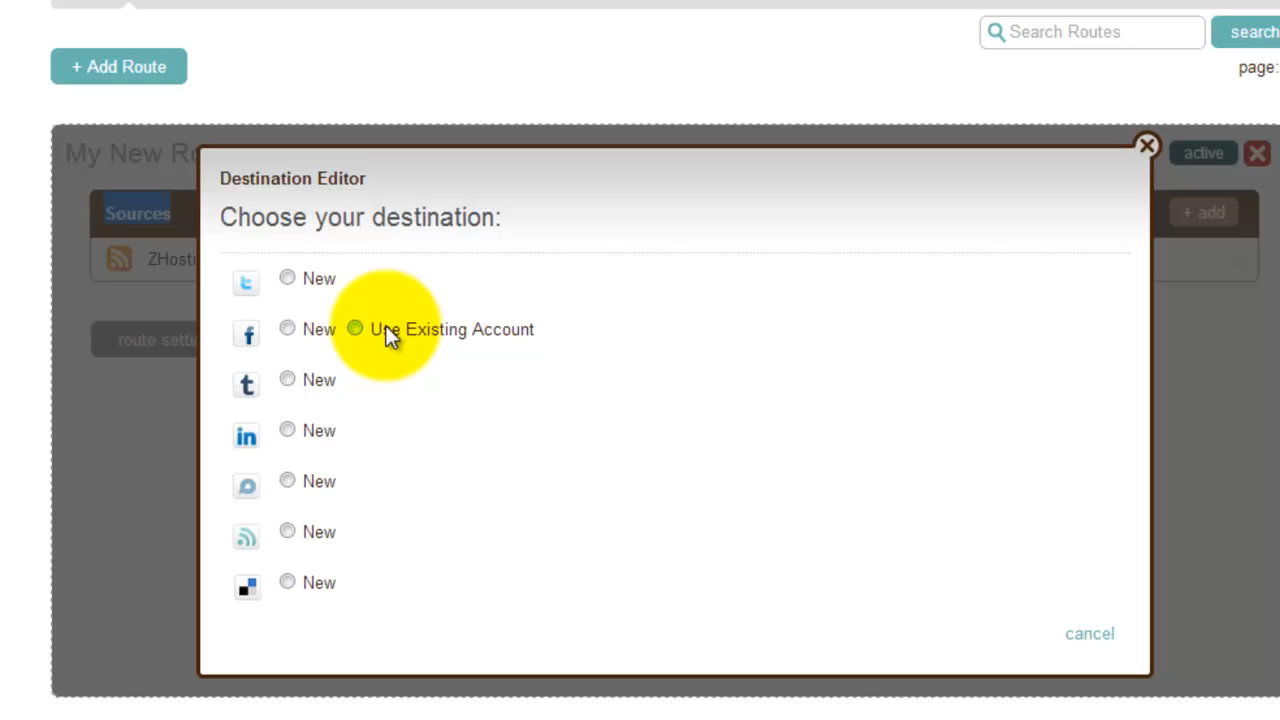 Search Routes
search
+ Add Route
page:
My New Ro
active
Destination Editor
Choose your destination:
Sources
+ add
ZHosti
New
New Use Existing Account
route setti
New
New
New
New
New
cancel